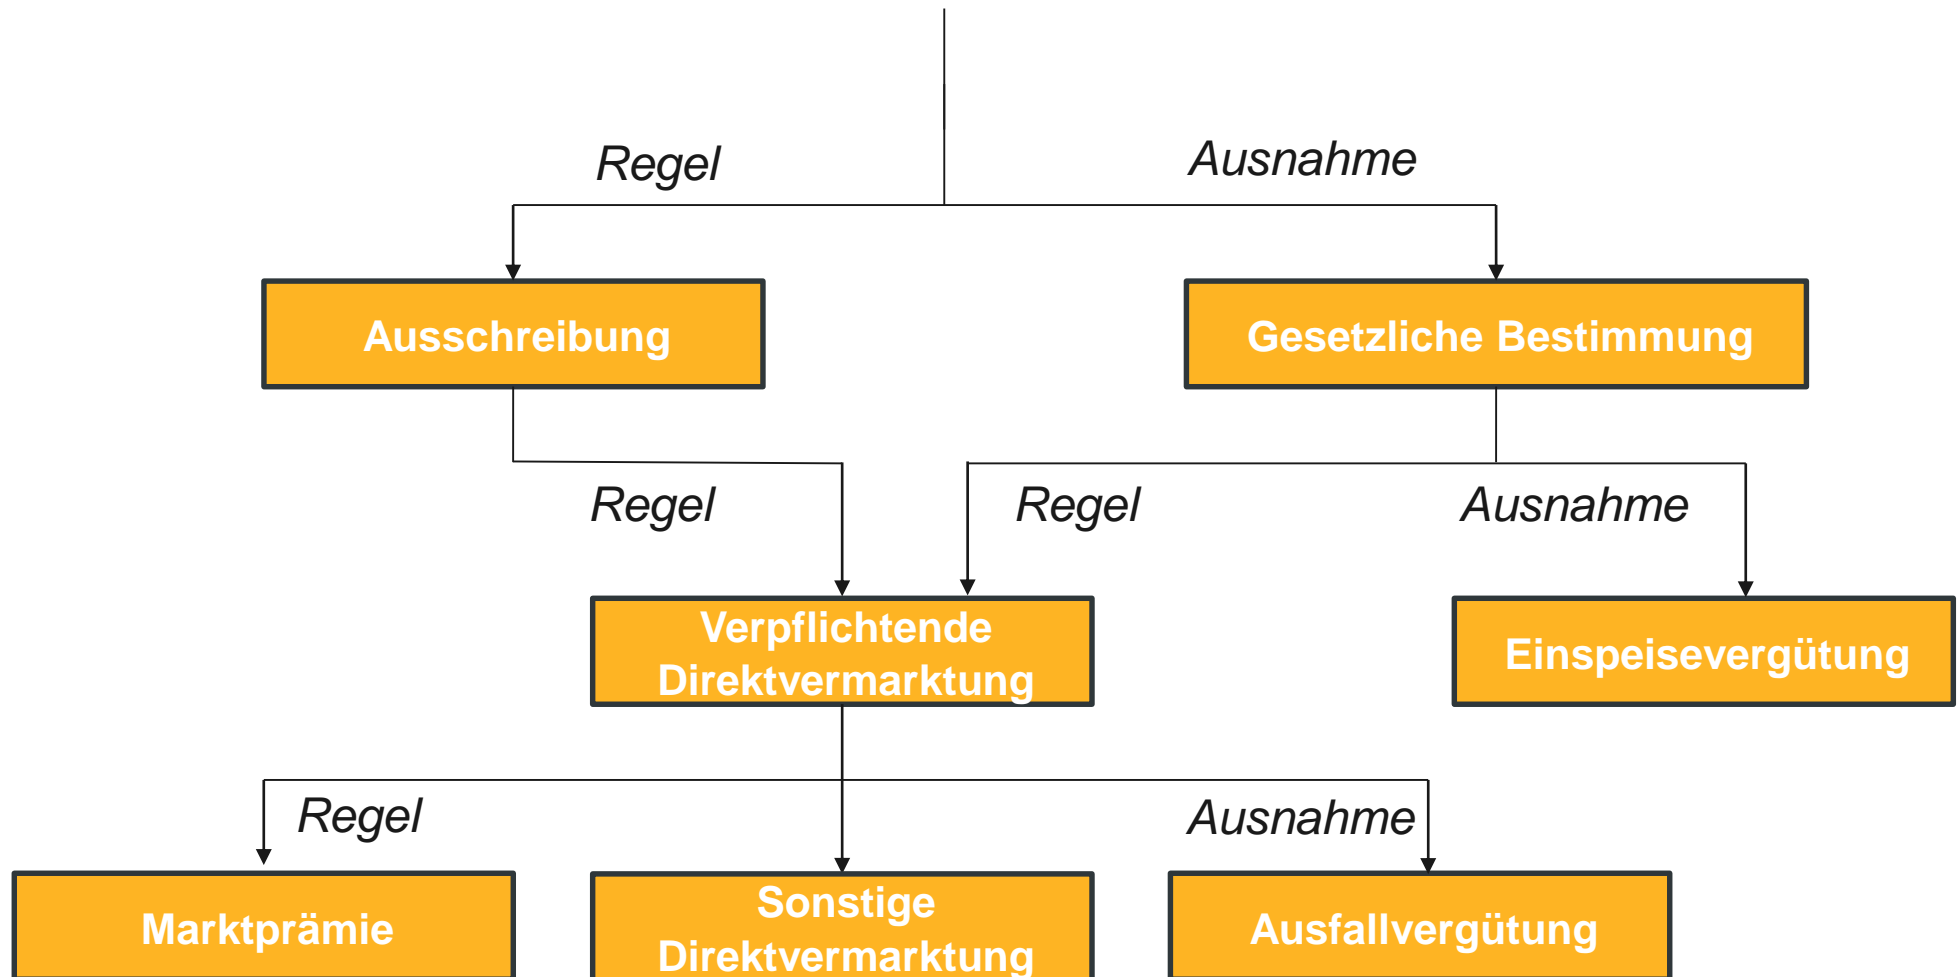 Regel
Ausnahme
Ausschreibung
Gesetzliche Bestimmung
Regel
Regel
Ausnahme
Verpflichtende
Direktvermarktung
Einspeisevergütung
Regel
Ausnahme
Marktprämie
Sonstige
Direktvermarktung
Ausfallvergütung